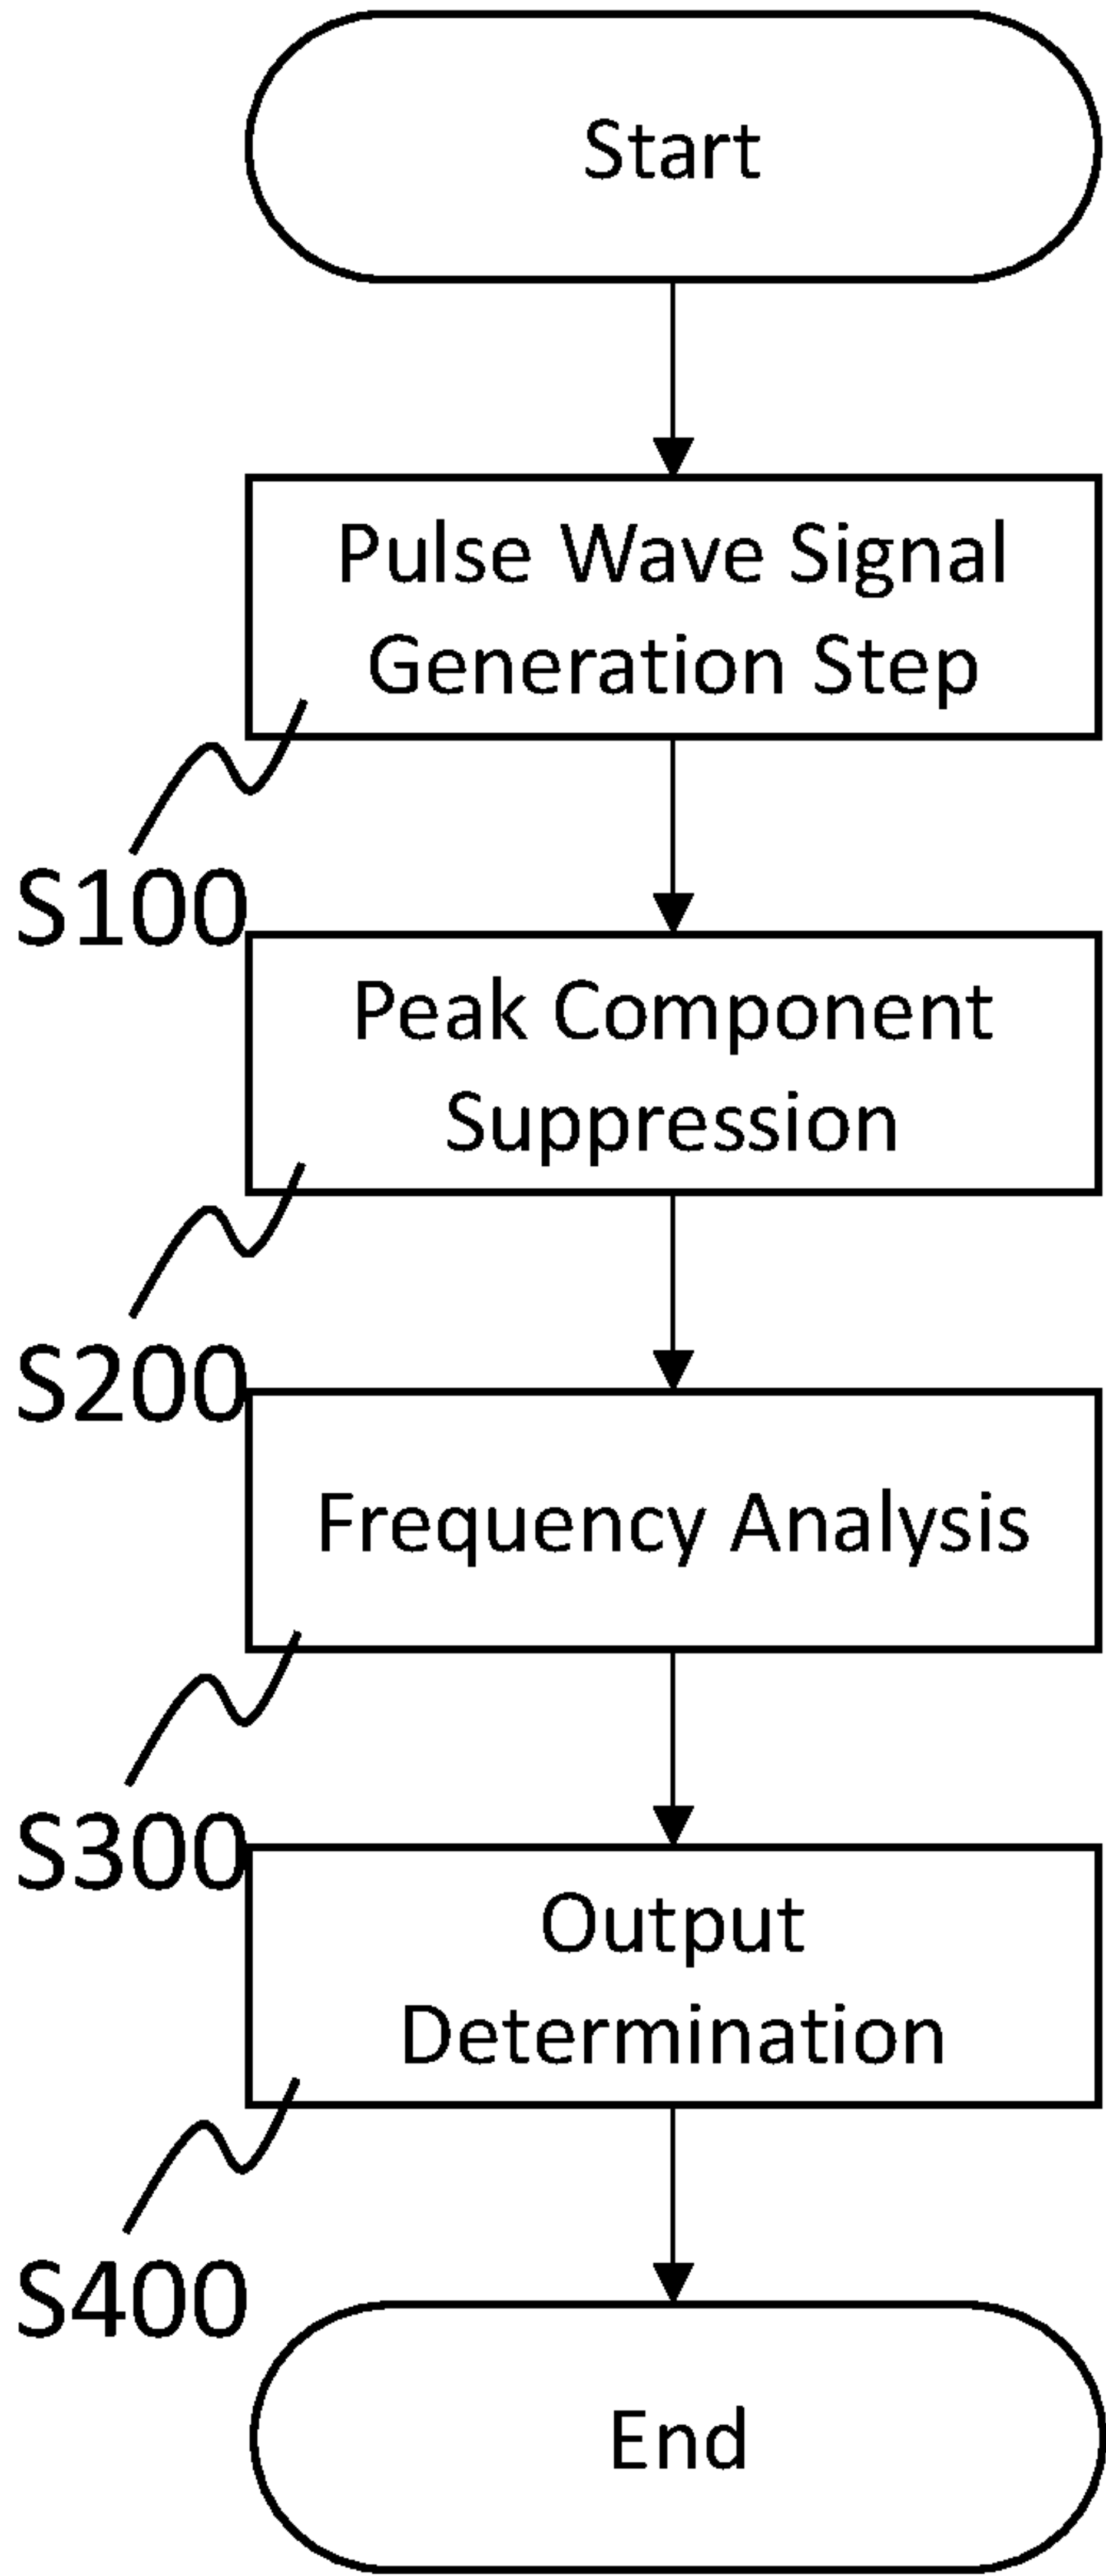 Start
Pulse Wave Signal
Generation Step
S100
Peak Component
Suppression
S200
Frequency Analysis
S300
Output
Determination
S400
End